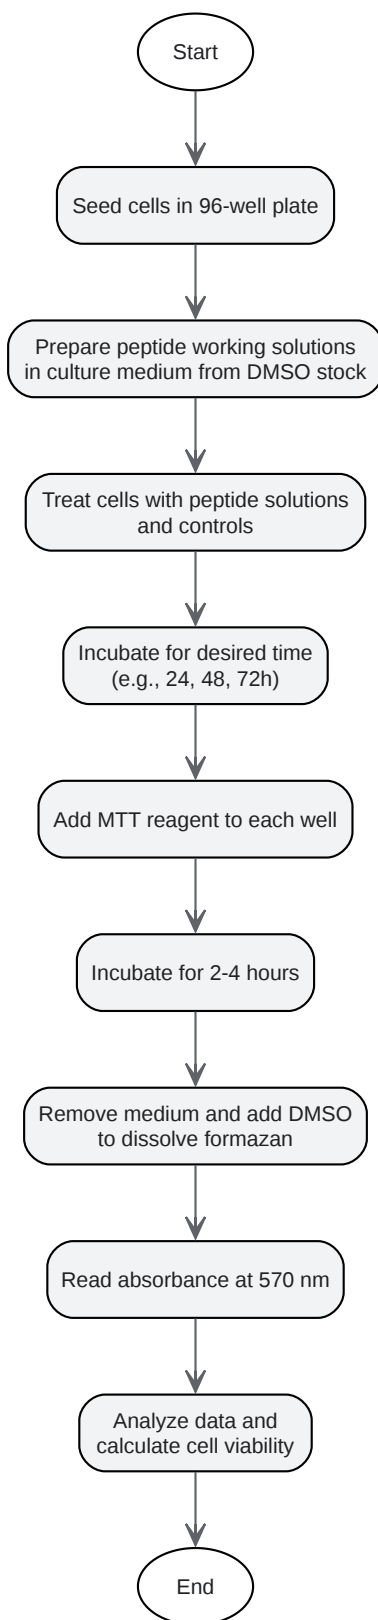 Start
Seed cells in 96-well plate
Prepare peptide working solutions
in culture medium from DMSO stock
Treat cells with peptide solutions
and controls
Incubate for desired time
(e.g., 24, 48, 72h)
Add MTT reagent to each well
Incubate for 2-4 hours
Remove medium and add DMSO
to dissolve formazan
Read absorbance at 570 nm
Analyze data and
calculate cell viability
End